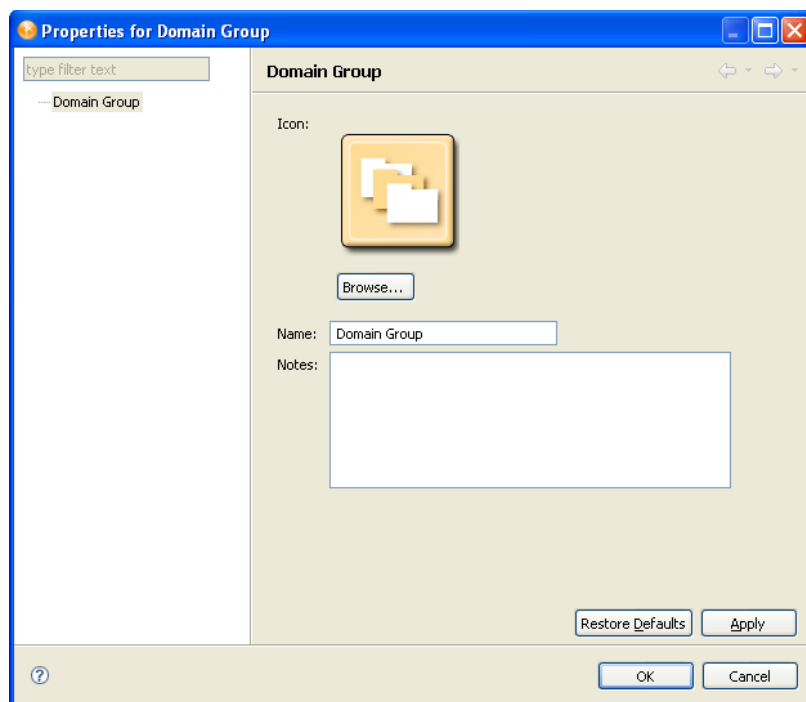 Properties for Domain Group
type filter text
Domain Group
Domain Group
Icon:
Browse...
Name: Domain Group
Notes:
Restore Defaults Apply
OK Cancel